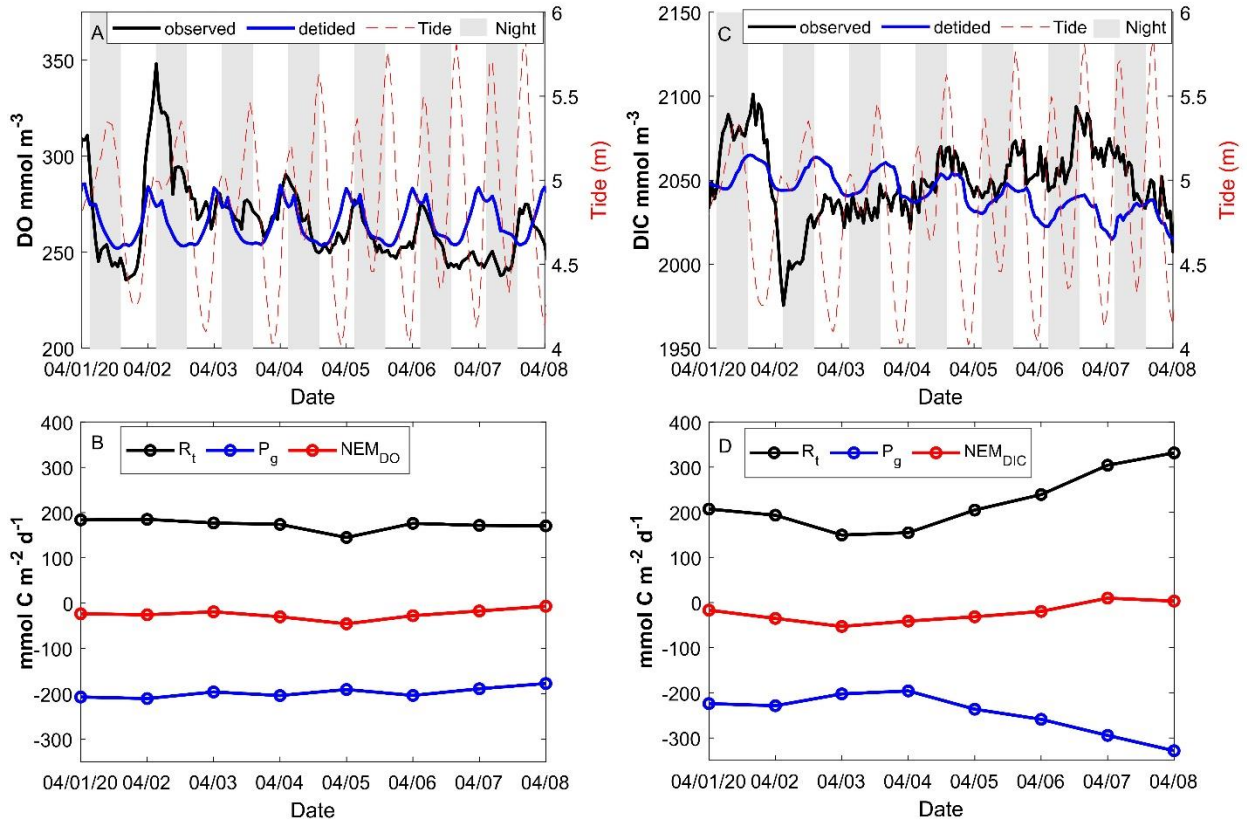 A observed detided Tide Night
350
300
250
200
DO mmol m⁻³
6
5.5
5
4.5
4
Tide (m)
04/01/20 04/02 04/03 04/04 04/05 04/06 04/07 04/08
Date
C observed detided Tide Night
2150
2100
2050
2000
1950
DIC mmol m⁻³
6
5.5
5
4.5
4
Tide (m)
04/01/20 04/02 04/03 04/04 04/05 04/06 04/07 04/08
Date
B Rₜ P_g NEM_DO
400
300
200
100
0
-100
-200
-300
mmol C m⁻² d⁻¹
04/01/20 04/02 04/03 04/04 04/05 04/06 04/07 04/08
Date
D Rₜ P_g NEM_DIC
400
300
200
100
0
-100
-200
-300
mmol C m⁻² d⁻¹
04/01/20 04/02 04/03 04/04 04/05 04/06 04/07 04/08
Date